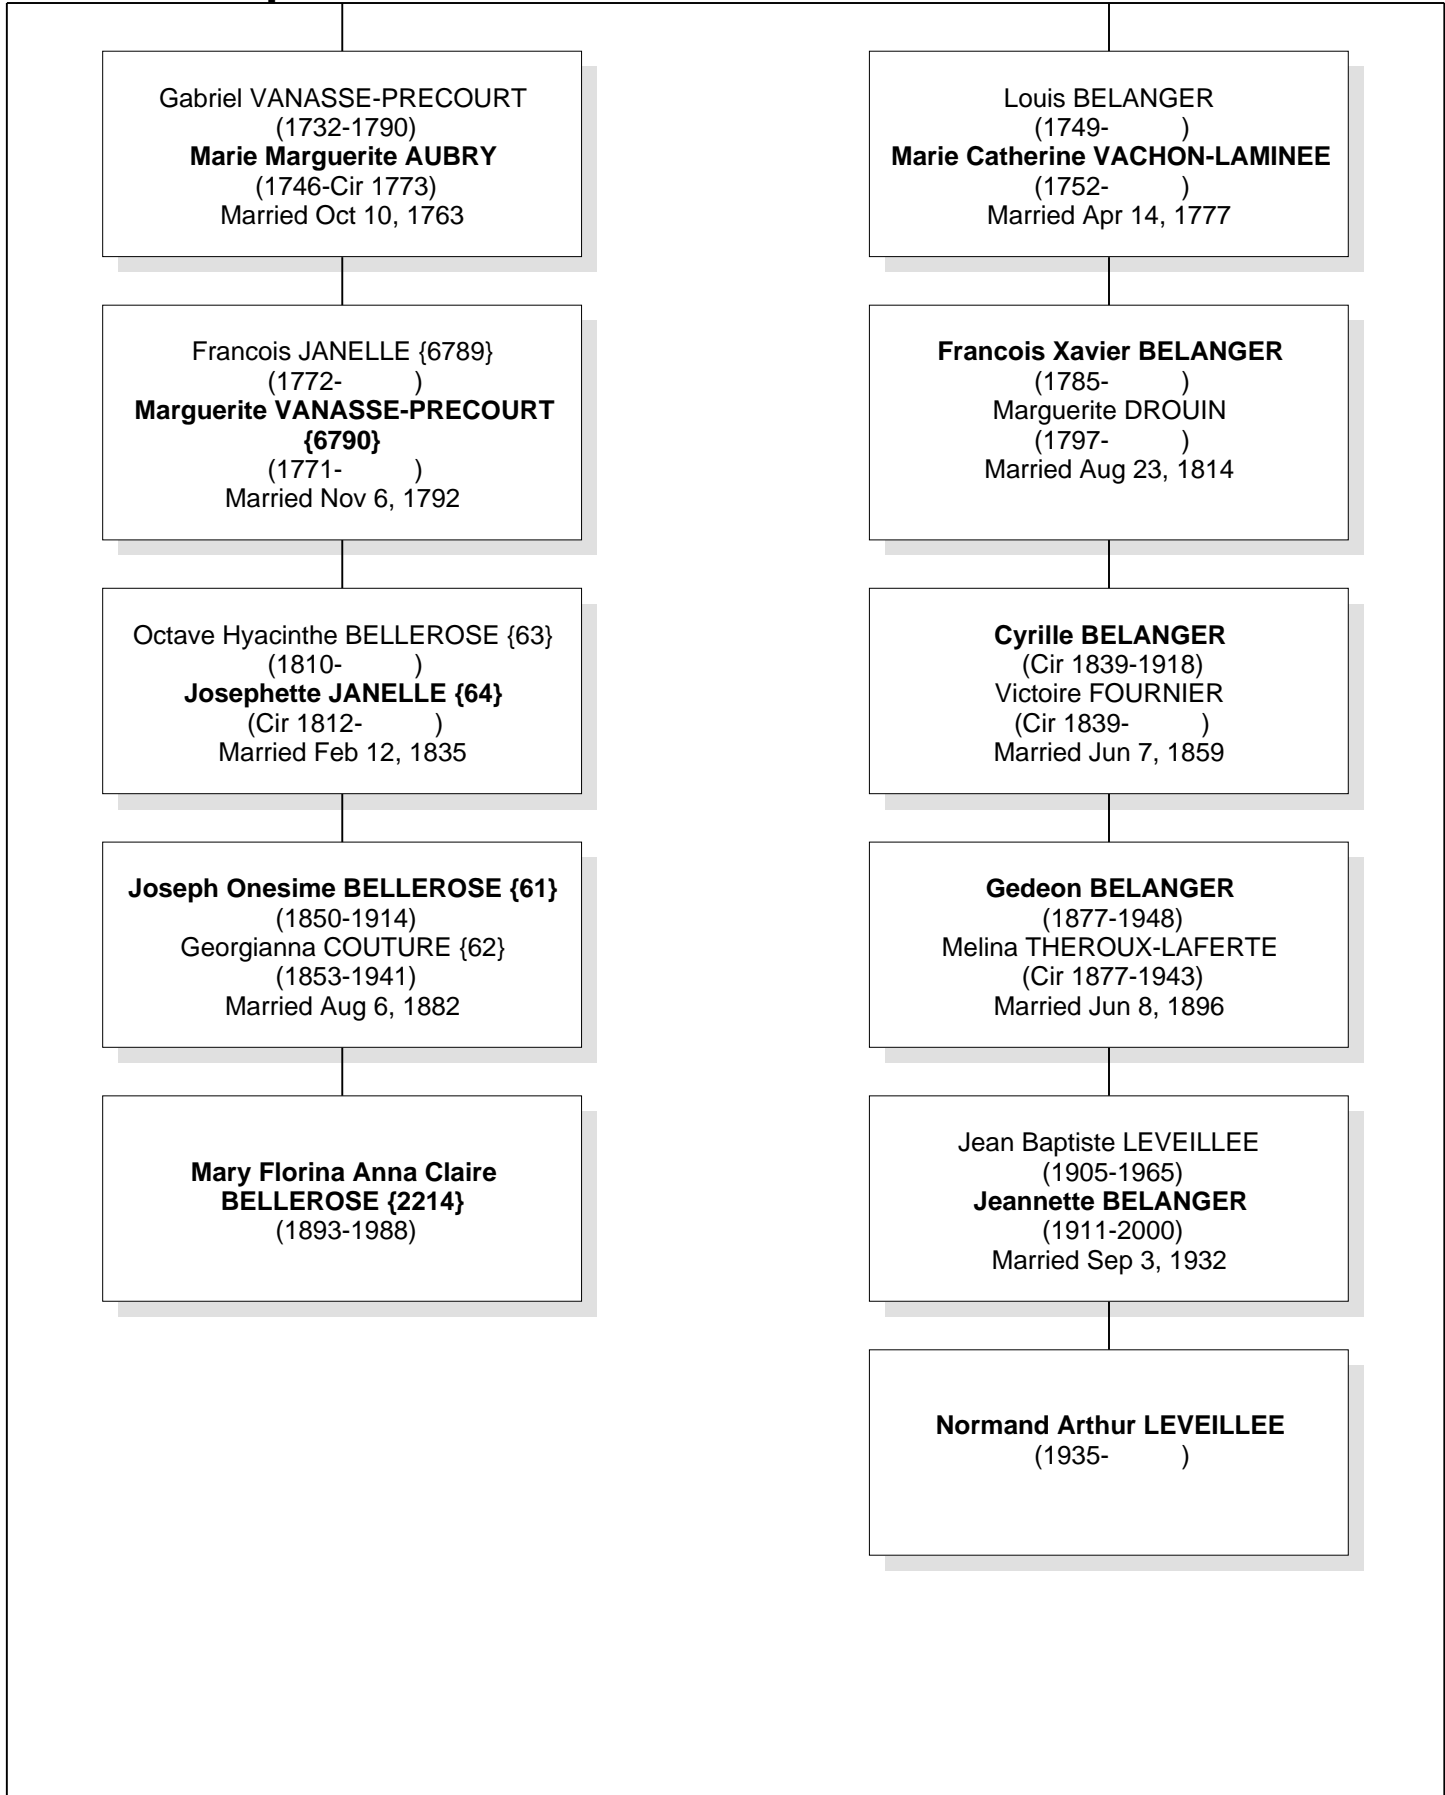 Gabriel VANASSE-PRECOURT
(1732-1790)
Marie Marguerite AUBRY
(1746-Cir 1773)
Married Oct 10, 1763
Francois JANELLE {6789}
(1772- )
Marguerite VANASSE-PRECOURT
{6790}
(1771- )
Married Nov 6, 1792
Octave Hyacinthe BELLEROSE {63}
(1810- )
Josephette JANELLE {64}
(Cir 1812- )
Married Feb 12, 1835
Joseph Onesime BELLEROSE {61}
(1850-1914)
Georgianna COUTURE {62}
(1853-1941)
Married Aug 6, 1882
Mary Florina Anna Claire
BELLEROSE {2214}
(1893-1988)
Louis BELANGER
(1749- )
Marie Catherine VACHON-LAMINEE
(1752- )
Married Apr 14, 1777
Francois Xavier BELANGER
(1785- )
Marguerite DROUIN
(1797- )
Married Aug 23, 1814
Cyrille BELANGER
(Cir 1839-1918)
Victoire FOURNIER
(Cir 1839- )
Married Jun 7, 1859
Gedeon BELANGER
(1877-1948)
Melina THEROUX-LAFERTE
(Cir 1877-1943)
Married Jun 8, 1896
Jean Baptiste LEVEILLEE
(1905-1965)
Jeannette BELANGER
(1911-2000)
Married Sep 3, 1932
Normand Arthur LEVEILLEE
(1935- )